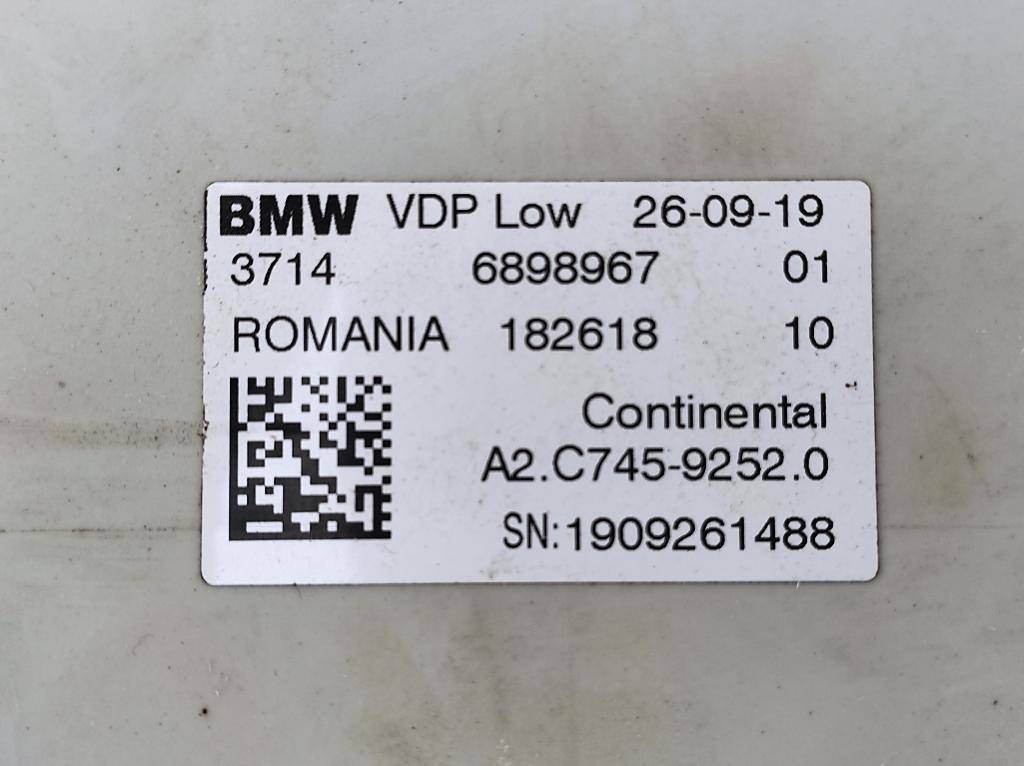 BMW VDP Low 26-09-19
3714 6898967 01
ROMANIA 182618 10
Continental
A2.C745-9252.0
SN:1909261488